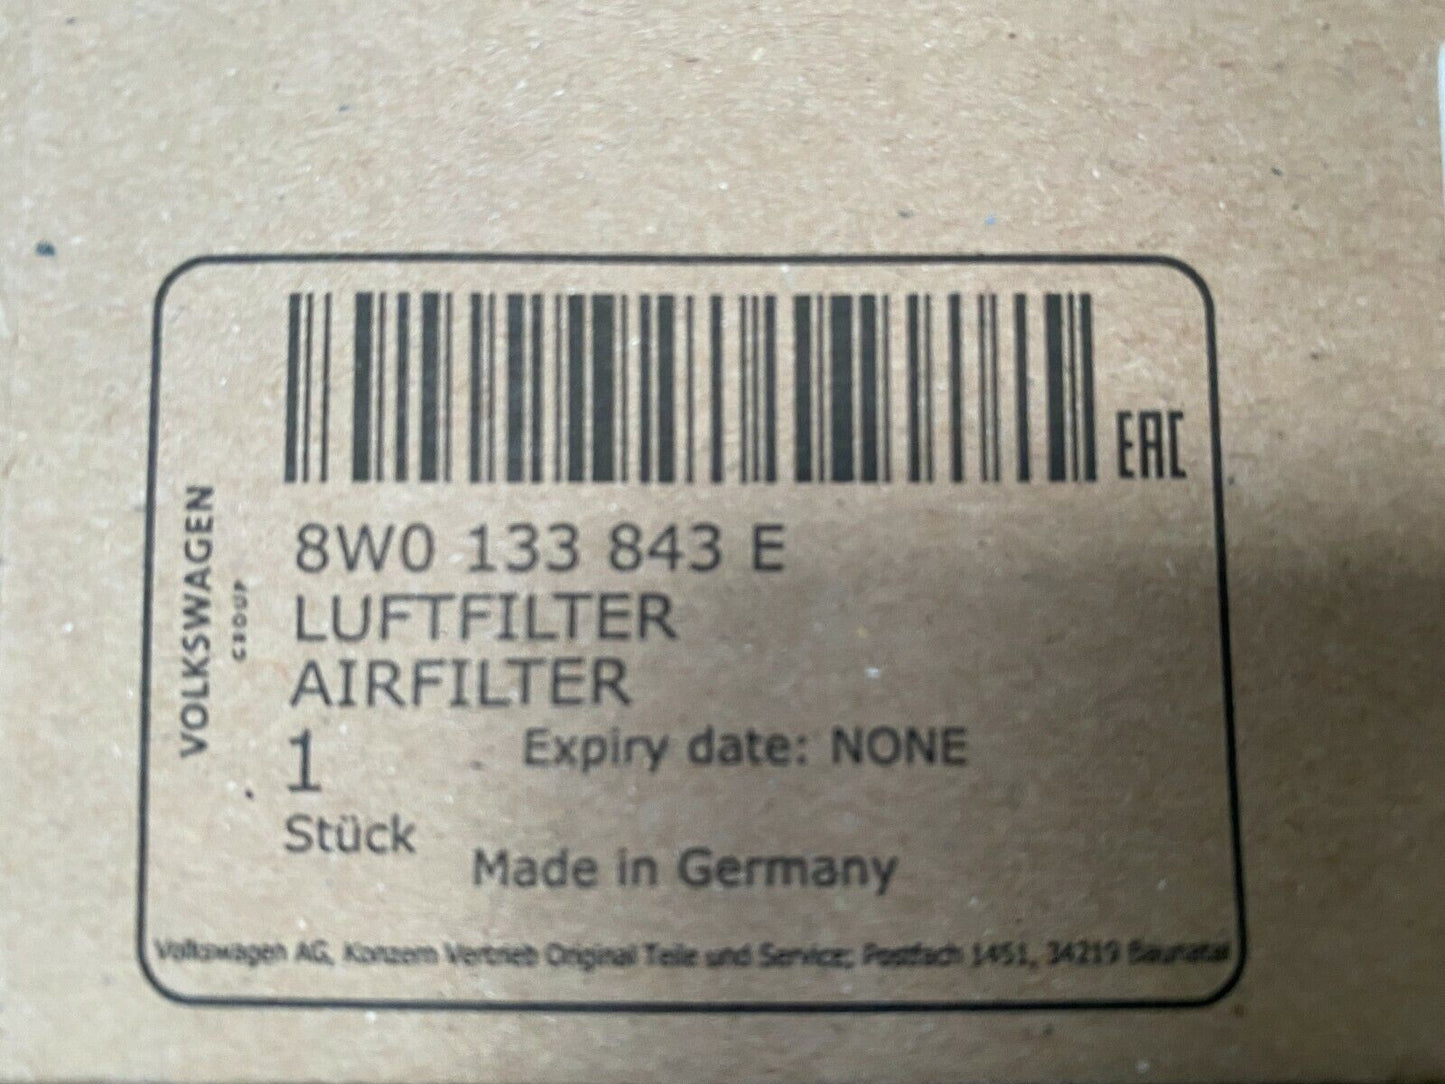 EAC
VOLKSWAGEN
GROUP
8W0 133 843 E
LUFTFILTER
AIRFILTER
1
Expiry date: NONE
Stück
Made in Germany
Volkswagen AG, Konzern Vertrieb Original Teile und Service; Postfach 1451, 34219 Baunatal